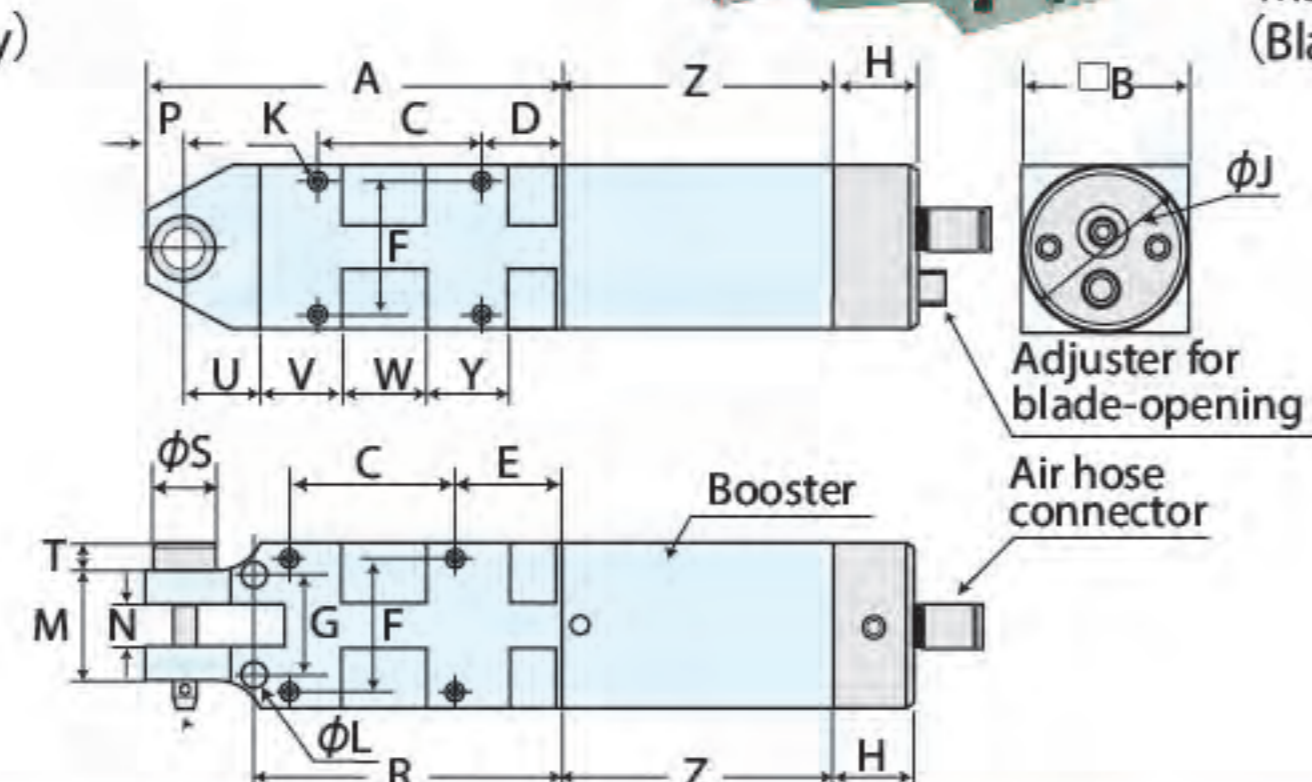 y)
(Bla
A
Z
H
□B
P
K
C
D
ϕJ
F
U
V
W
Y
Adjuster for
blade-opening
ϕS
C
E
Booster
Air hose
connector
T
M
N
G
F
ϕL
R
Z
H